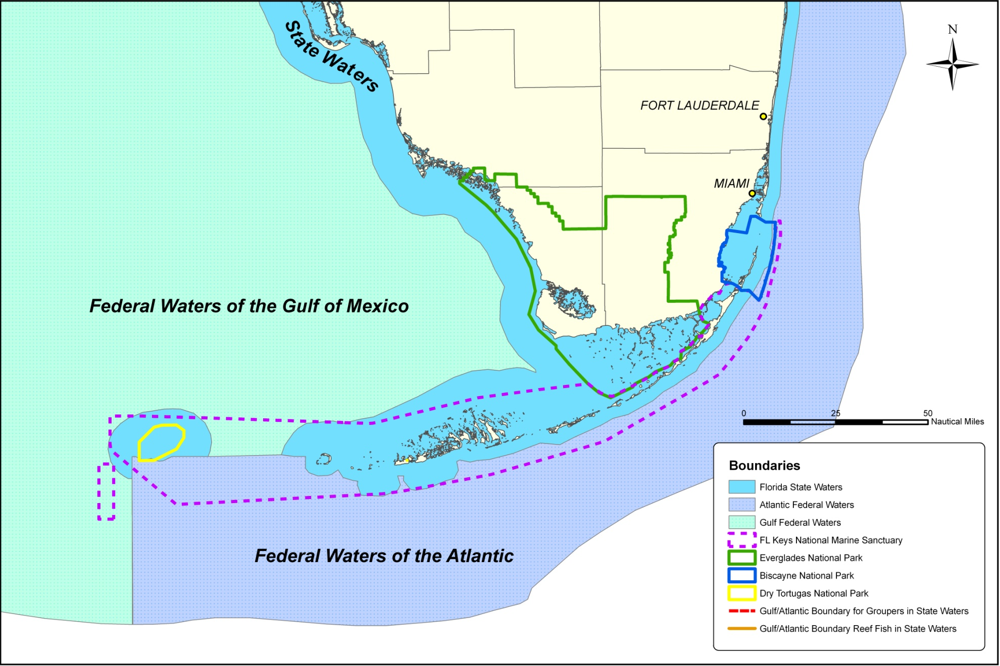 State Waters
N
FORT LAUDERDALE
MIAMI
Federal Waters of the Gulf of Mexico
0 25 50
Nautical Miles
Federal Waters of the Atlantic
Boundaries
Florida State Waters
Atlantic Federal Waters
Gulf Federal Waters
FL Keys National Marine Sanctuary
Everglades National Park
Biscayne National Park
Dry Tortugas National Park
Gulf/Atlantic Boundary for Groupers in State Waters
Gulf/Atlantic Boundary Reef Fish in State Waters